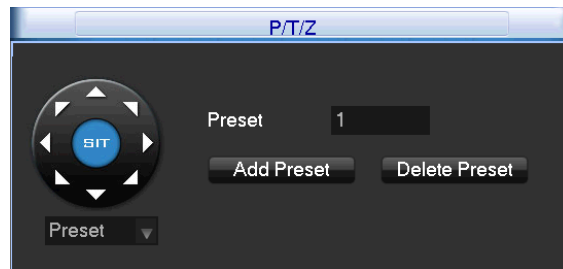 P/T/Z
Preset 1
SIT
Add Preset Delete Preset
Preset